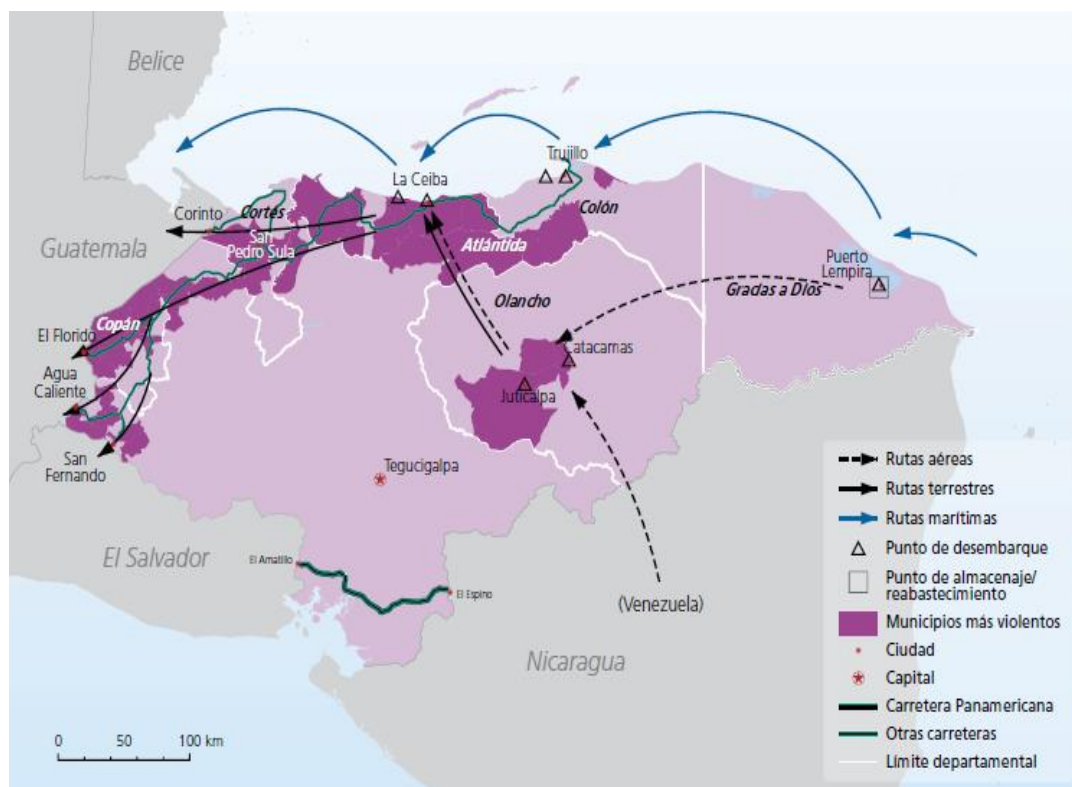 Belice
Trujillo
La Ceiba
Corinto
Cortés
Colón
Guatemala
San
Pedro Sula
Atlántida
Puerto
Lempira
Olancho
Gracias a Dios
Copán
El Florido
Catacamas
Agua
Caliente
Juticalpa
San
Fernando
Tegucigalpa
El Salvador
El Amatillo
El Espino
(Venezuela)
Nicaragua
0 50 100 km
Rutas aéreas
Rutas terrestres
Rutas marítimas
Punto de desembarque
Punto de almacenaje/
reabastecimiento
Municipios más violentos
Ciudad
Capital
Carretera Panamericana
Otras carreteras
Límite departamental